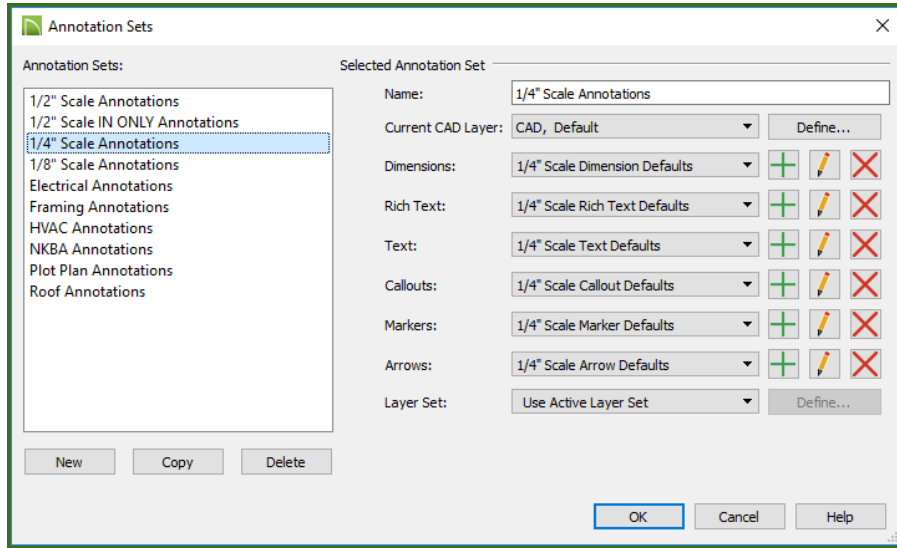 Annotation Sets
Annotation Sets:
1/2" Scale Annotations
1/2" Scale IN ONLY Annotations
1/4" Scale Annotations
1/8" Scale Annotations
Electrical Annotations
Framing Annotations
HVAC Annotations
NKBA Annotations
Plot Plan Annotations
Roof Annotations
New Copy Delete
Selected Annotation Set
Name: 1/4" Scale Annotations
Current CAD Layer: CAD, Default Define...
Dimensions: 1/4" Scale Dimension Defaults
Rich Text: 1/4" Scale Rich Text Defaults
Text: 1/4" Scale Text Defaults
Callouts: 1/4" Scale Callout Defaults
Markers: 1/4" Scale Marker Defaults
Arrows: 1/4" Scale Arrow Defaults
Layer Set: Use Active Layer Set Define...
OK Cancel Help